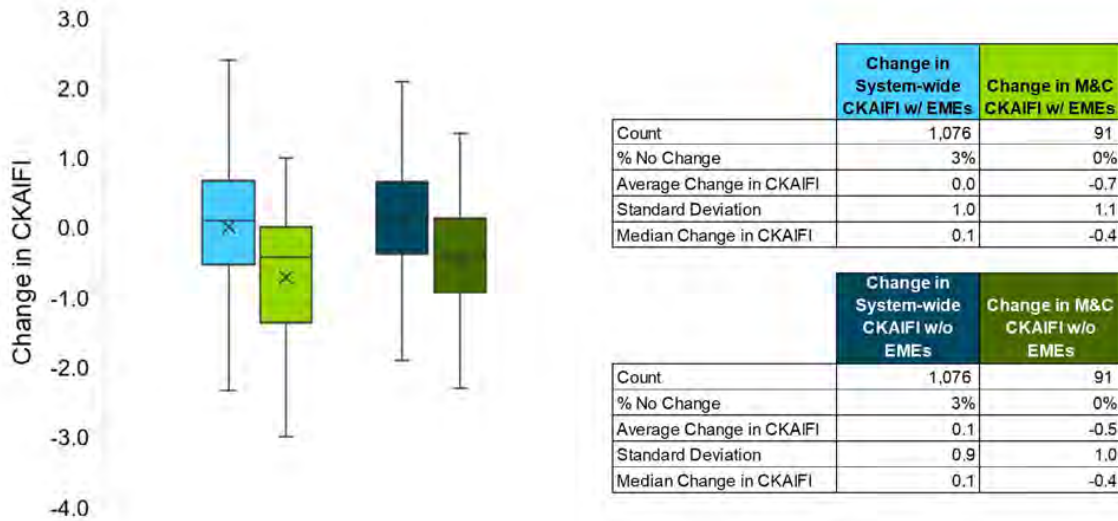 Change in CKAIFI
3.0
2.0
1.0
0.0
-1.0
-2.0
-3.0
-4.0
Change in
System-wide
CKAIFI w/ EMEs
Change in M&C
CKAIFI w/ EMEs
Count 1,076 91
% No Change 3% 0%
Average Change in CKAIFI 0.0 -0.7
Standard Deviation 1.0 1.1
Median Change in CKAIFI 0.1 -0.4
Change in
System-wide
CKAIFI w/o
EMEs
Change in M&C
CKAIFI w/o
EMEs
Count 1,076 91
% No Change 3% 0%
Average Change in CKAIFI 0.1 -0.5
Standard Deviation 0.9 1.0
Median Change in CKAIFI 0.1 -0.4